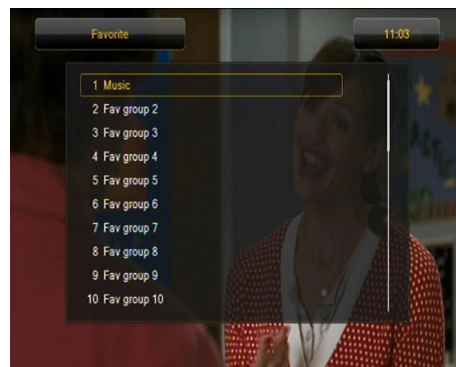 Favorite
11:03
1 Music
2 Fav group 2
3 Fav group 3
4 Fav group 4
5 Fav group 5
6 Fav group 6
7 Fav group 7
8 Fav group 8
9 Fav group 9
10 Fav group 10